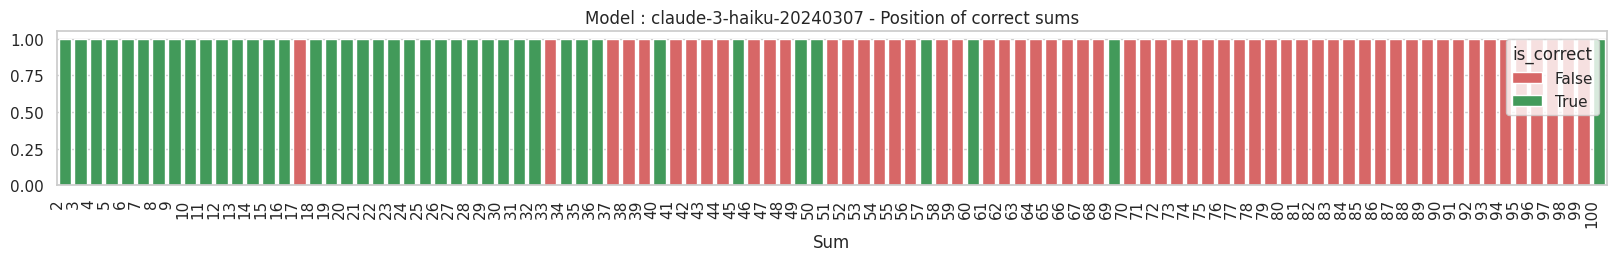 Model : claude-3-haiku-20240307 - Position of correct sums
1.00
0.75
0.50
0.25
0.00
is_correct
False
True
2 3 4 5 6 7 8 9 10 11 12 13 14 15 16 17 18 19 20 21 22 23 24 25 26 27 28 29 30 31 32 33 34 35 36 37 38 39 40 41 42 43 44 45 46 47 48 49 50 51 52 53 54 55 56 57 58 59 60 61 62 63 64 65 66 67 68 69 70 71 72 73 74 75 76 77 78 79 80 81 82 83 84 85 86 87 88 89 90 91 92 93 94 95 96 97 98 99 100
Sum